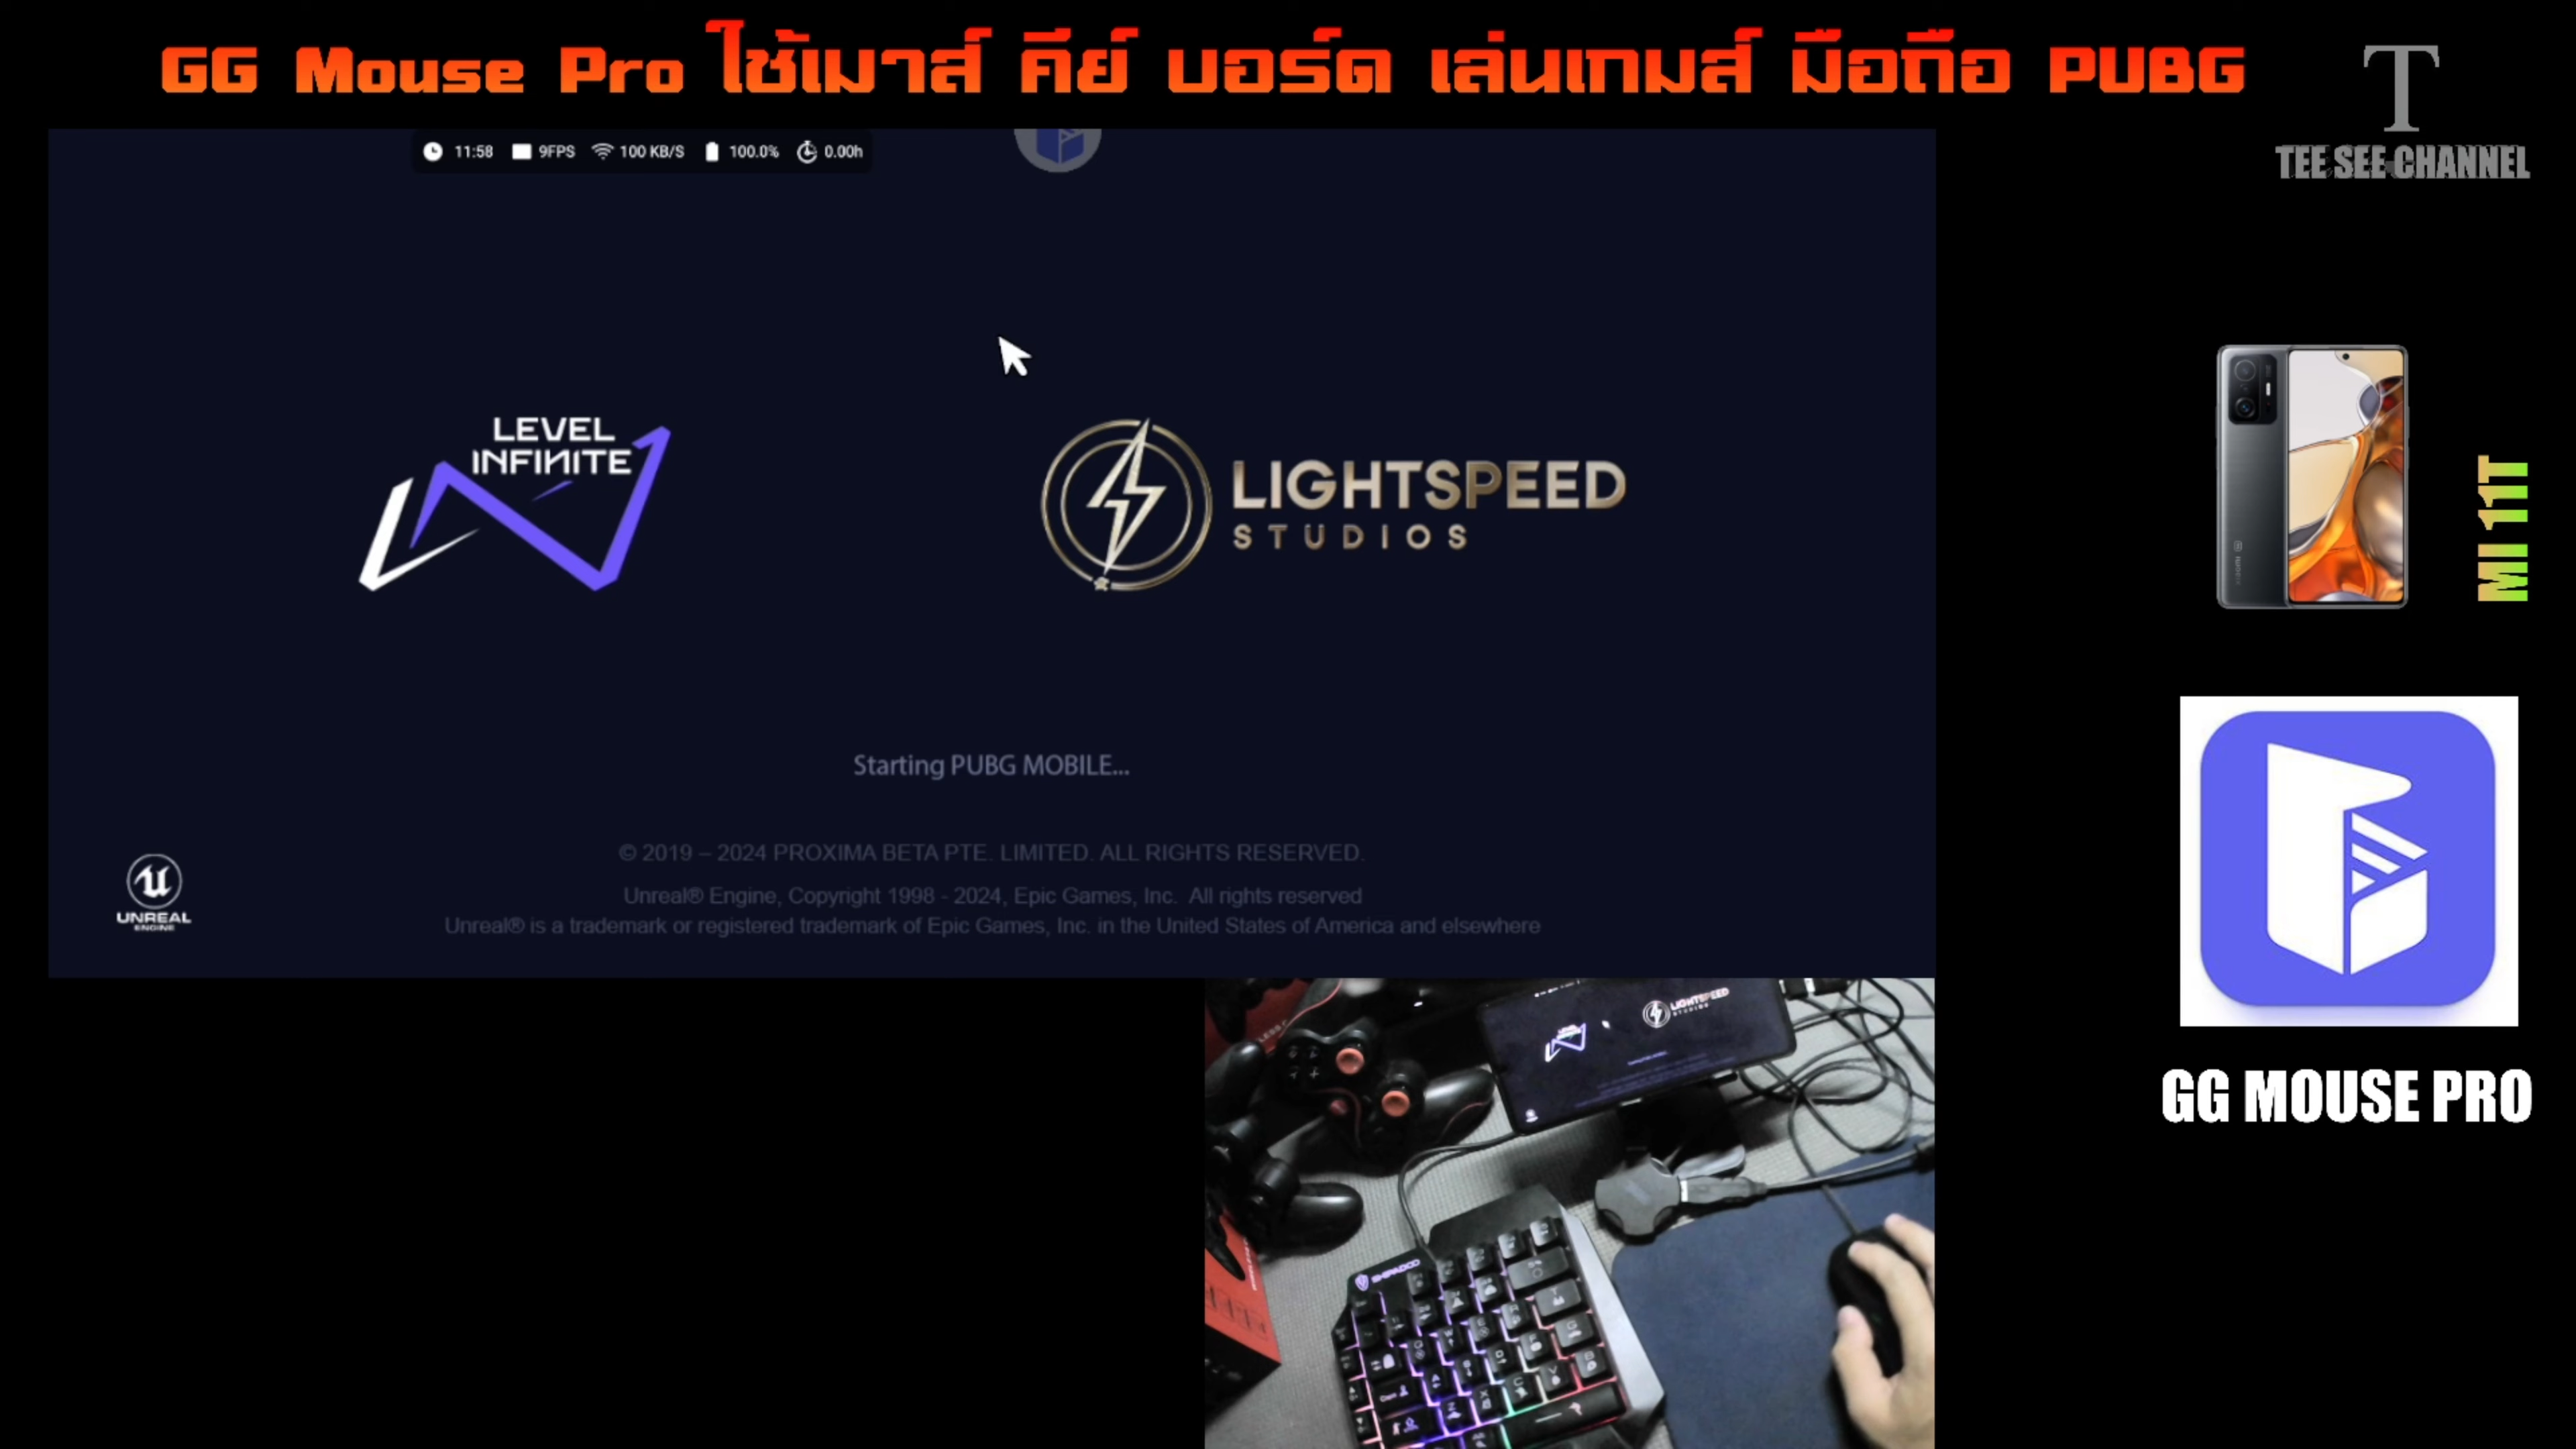 GG Mouse Pro ใช้เมาส์ คีย์ บอร์ด เล่นเกมส์ มือถือ PUBG
T
TEE SEE CHANNEL
11:58 9FPS 100 KB/S 100.0% 0.00h
LEVEL
INFINITE
LIGHTSPEED
STUDIOS
MI 11T
Starting PUBG MOBILE...
© 2019 – 2024 PROXIMA BETA PTE. LIMITED. ALL RIGHTS RESERVED.
Unreal® Engine, Copyright 1998 - 2024, Epic Games, Inc. All rights reserved
Unreal® is a trademark or registered trademark of Epic Games, Inc. in the United States of America and elsewhere
UNREAL
ENGINE
LIGHTSPEED
STUDIOS
GG MOUSE PRO